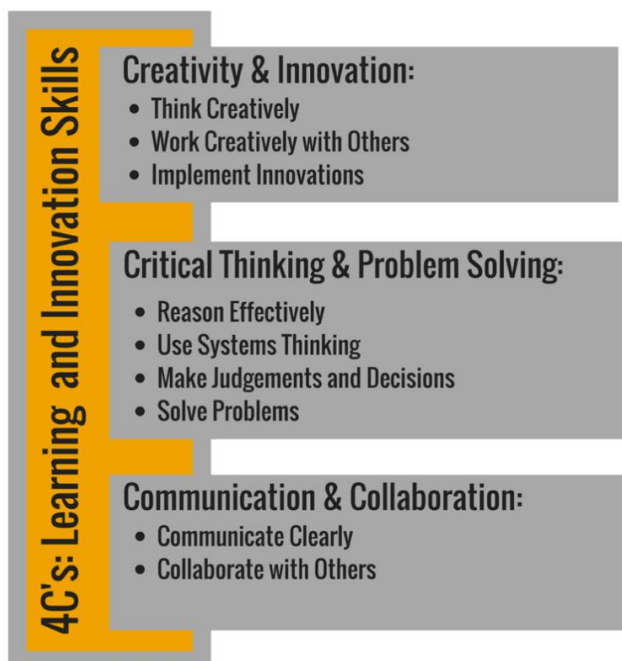 4C's: Learning and Innovation Skills
Creativity & Innovation:
• Think Creatively
• Work Creatively with Others
• Implement Innovations
Critical Thinking & Problem Solving:
• Reason Effectively
• Use Systems Thinking
• Make Judgements and Decisions
• Solve Problems
Communication & Collaboration:
• Communicate Clearly
• Collaborate with Others